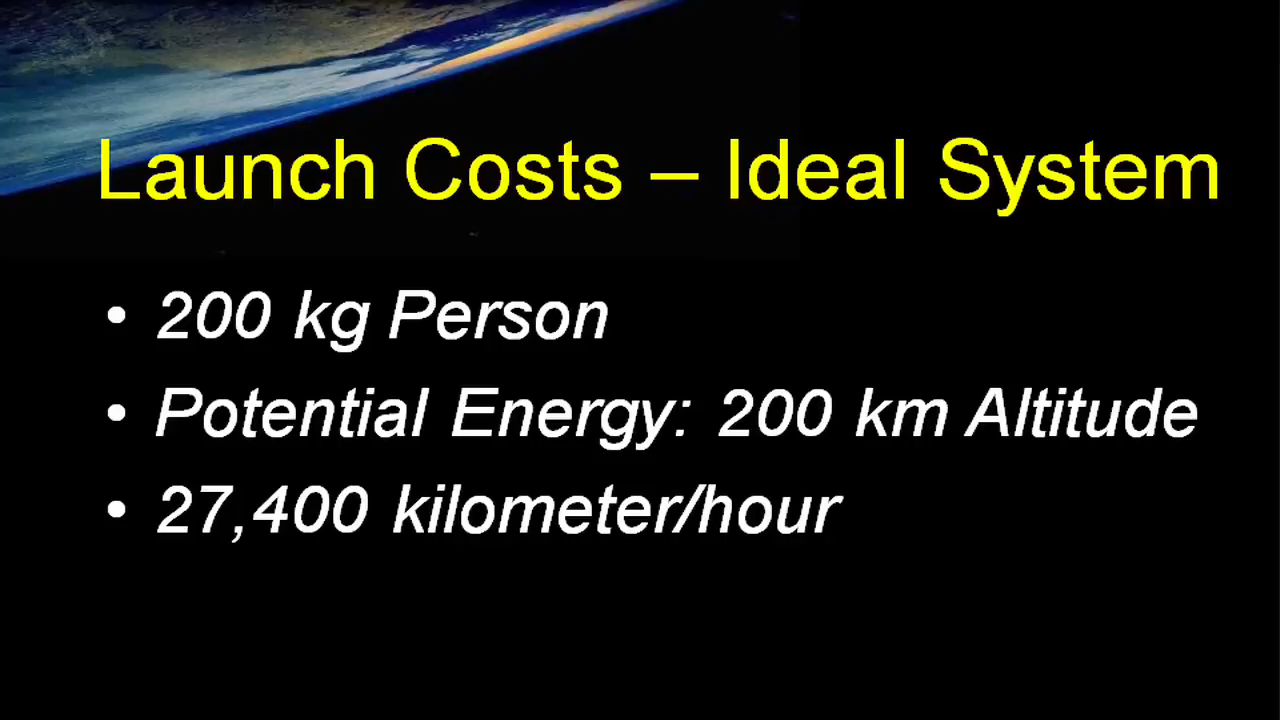 Launch Costs – Ideal System
• 200 kg Person
• Potential Energy: 200 km Altitude
• 27,400 kilometer/hour